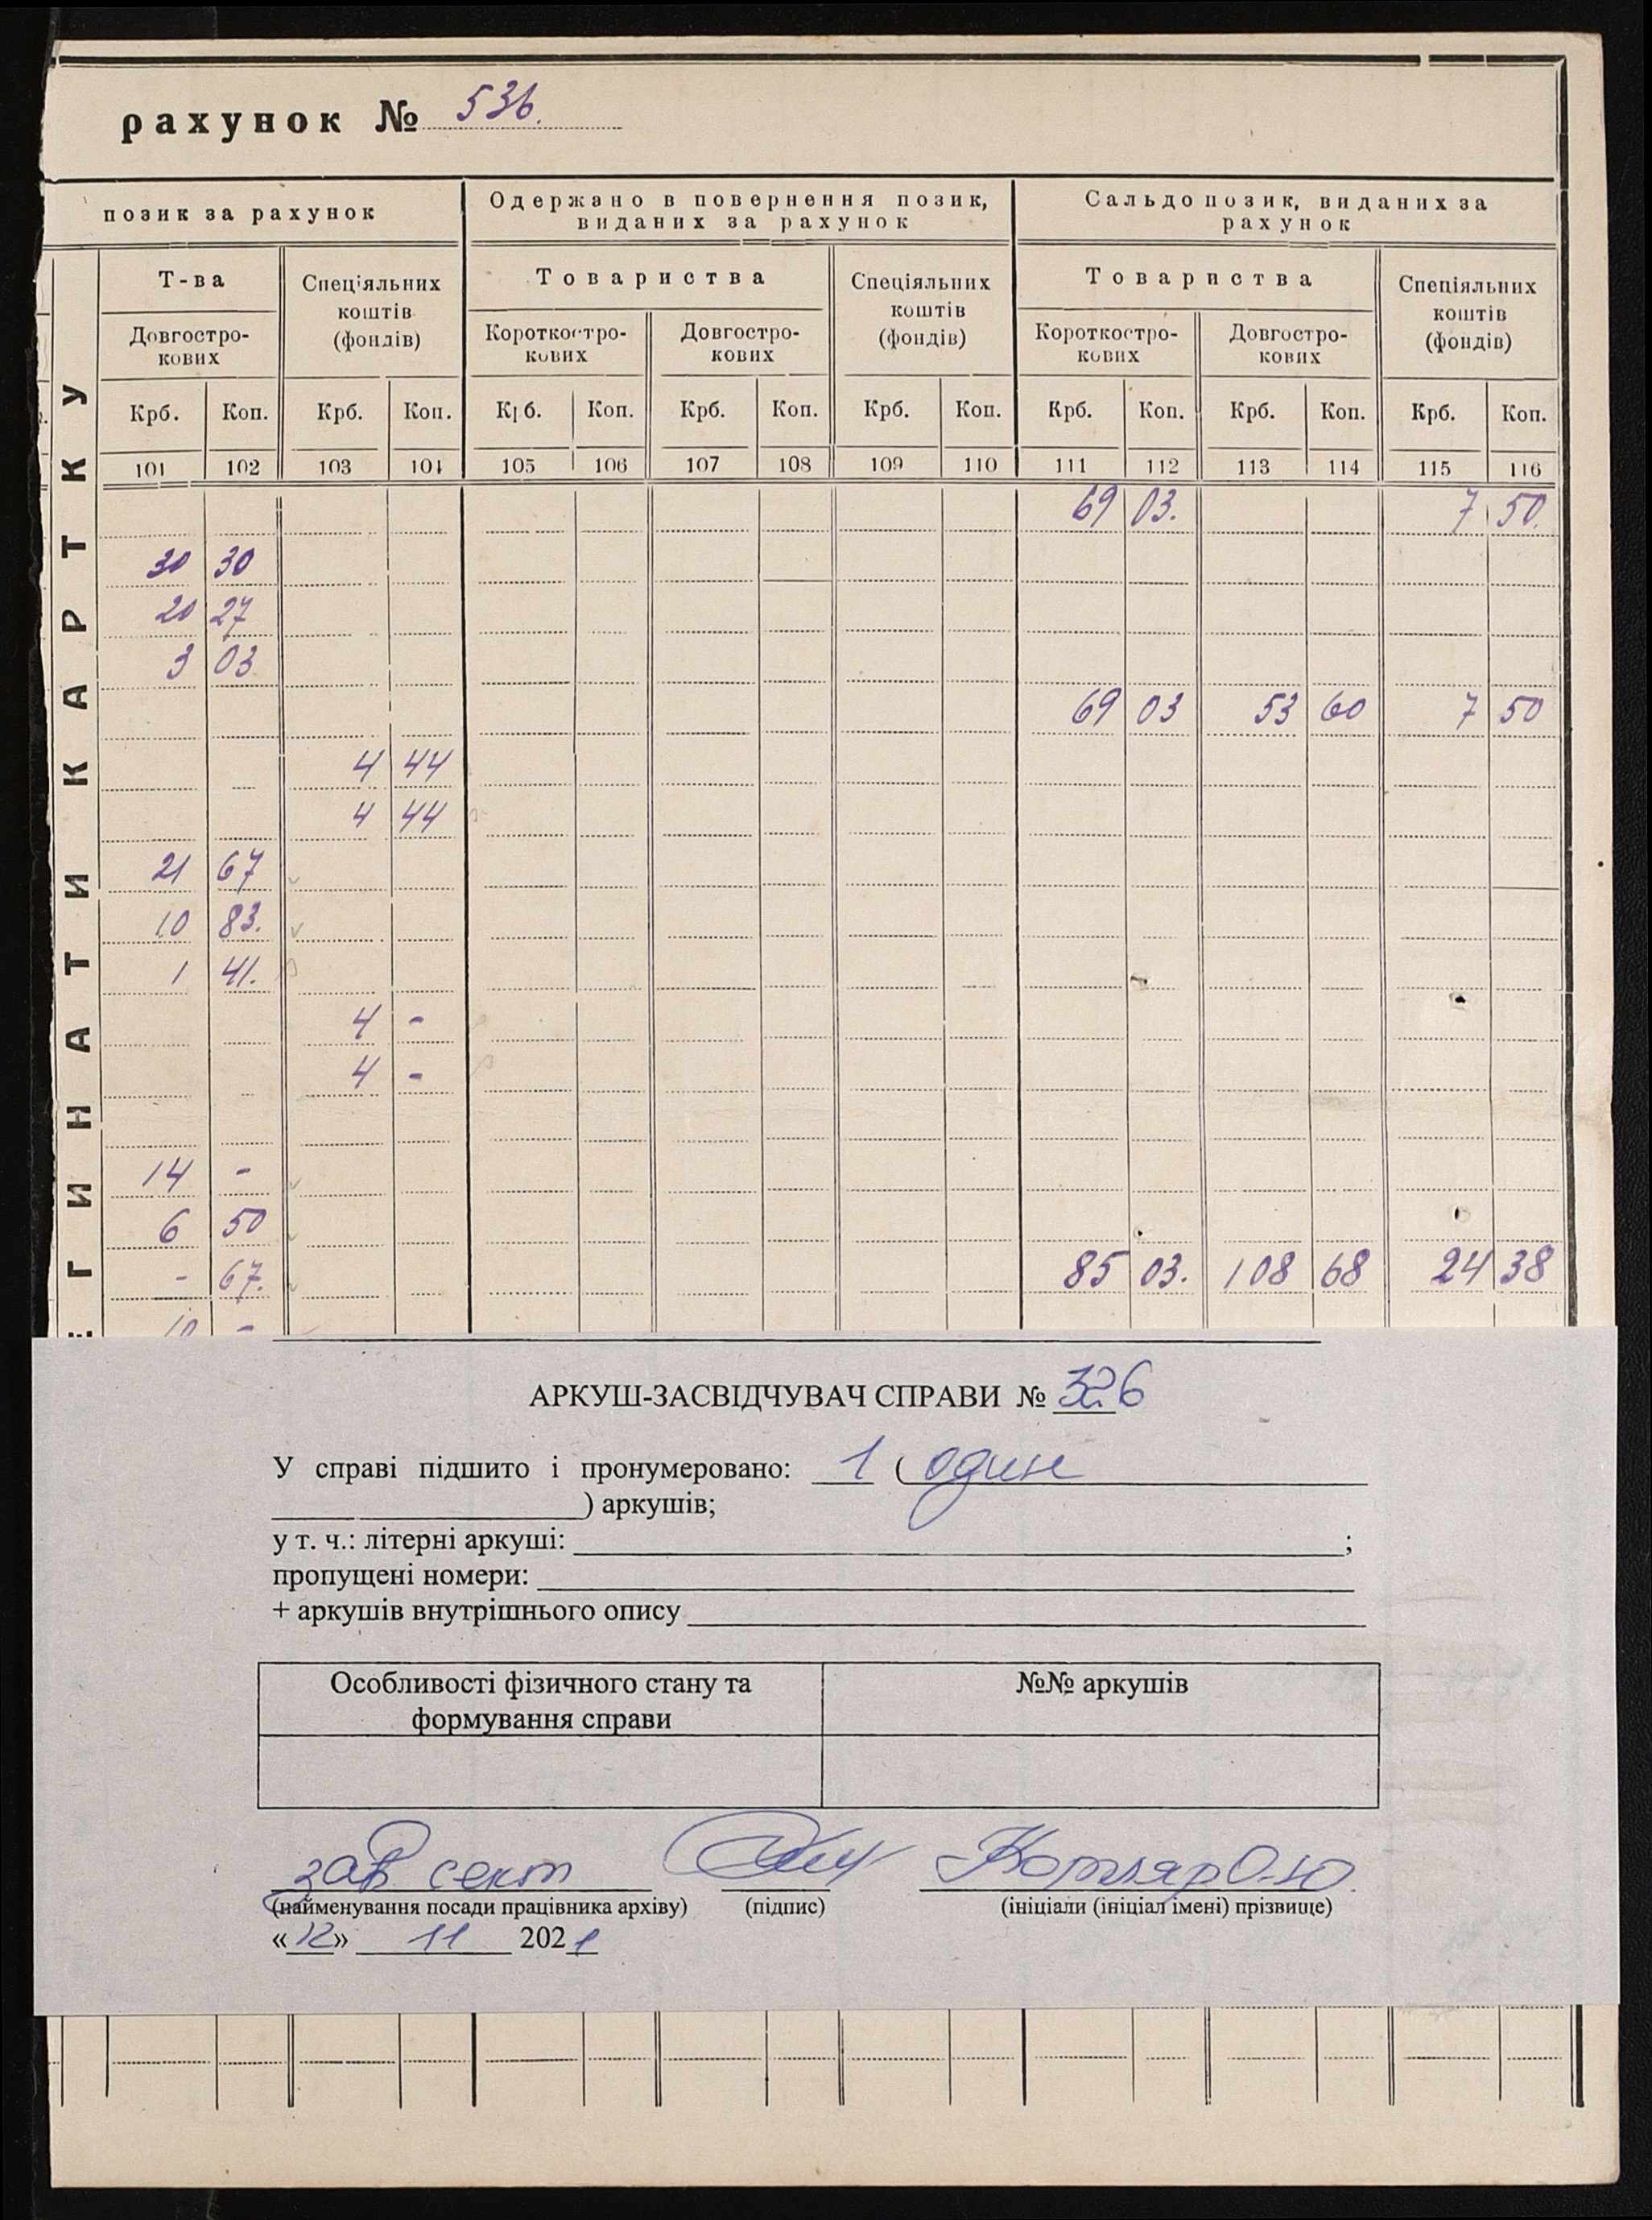 рахунок № 536.
позик за рахунок
Одержано в повернення позик, виданих за рахунок
Сальдо позик, виданих за рахунок
Т-ва
Спеціяльних коштів (фондів)
Товариства
Спеціяльних коштів (фондів)
Товариства
Спеціяльних коштів (фондів)
Довгостро-кових
Короткостро-кових
Довгостро-кових
Короткостро-кових
Довгостро-кових
Крб. Коп. Крб. Коп. Крб. Коп. Крб. Коп. Крб. Коп. Крб. Коп. Крб. Коп. Крб. Коп.
101 102 103 104 105 106 107 108 109 110 111 112 113 114 115 116
69 03. 7 50.
30 30
20 27
3 03
69 03 53 60 7 50
4 44
4 44
21 67
10 83.
1 41.
4 -
4 -
14 -
6 50
- 67. 85 03. 108 68 24 38
10 -
ЕГИНАТИ КАРТКУ
АРКУШ-ЗАСВІДЧУВАЧ СПРАВИ № 326
У справі підшито і пронумеровано: 1 ( один
) аркушів;
у т. ч.: літерні аркуші: ;
пропущені номери:
+ аркушів внутрішнього опису
Особливості фізичного стану та формування справи
№№ аркушів
зав сект Котляр О.Ю
(найменування посади працівника архіву) (підпис) (ініціали (ініціал імені) прізвище)
«12» 11 2021